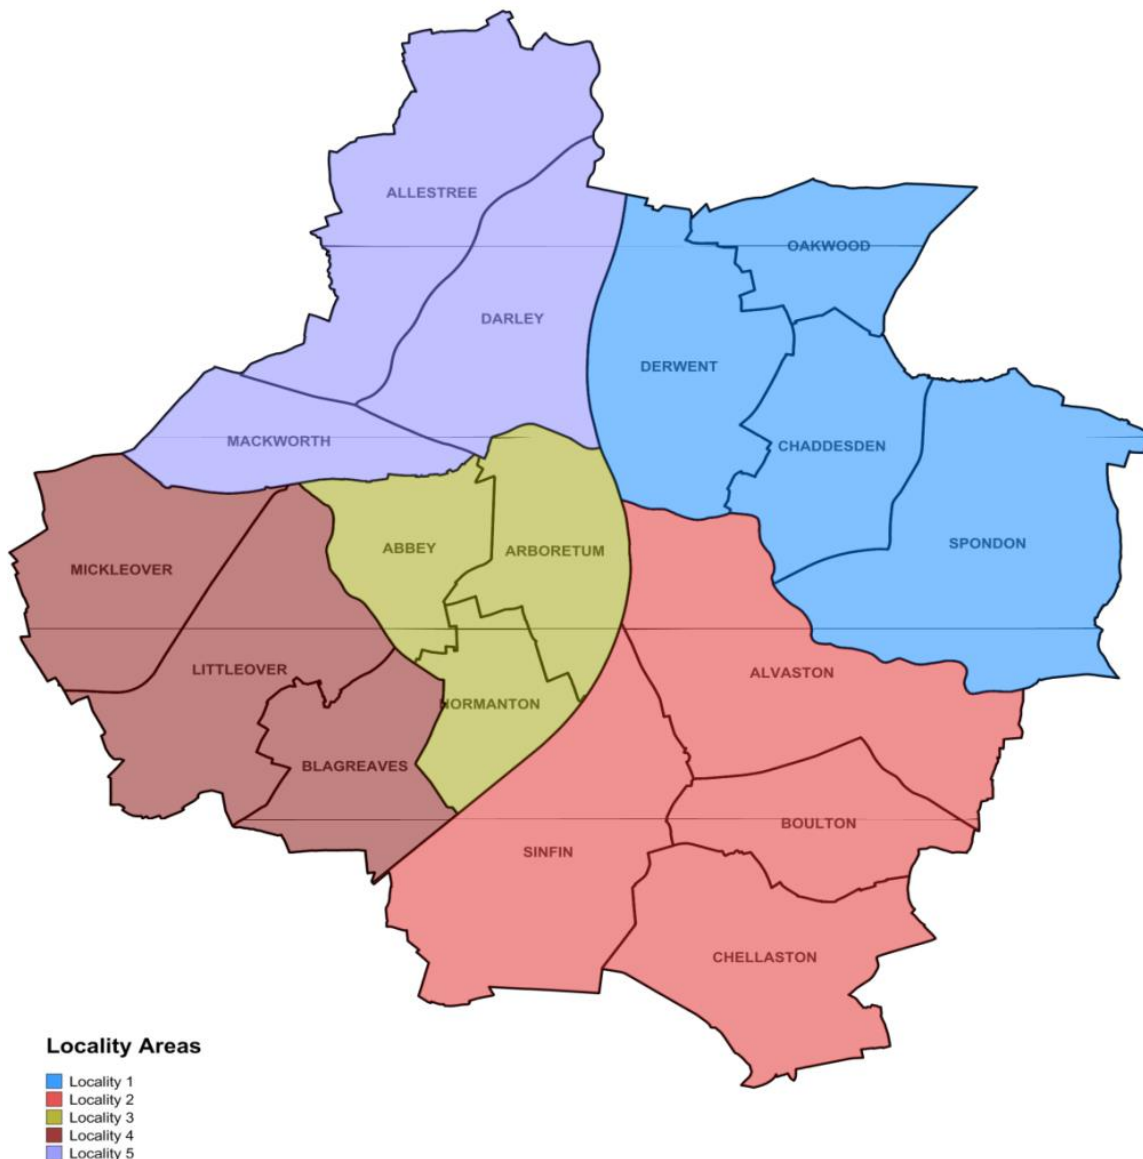 ALLESTREE
OAKWOOD
DARLEY
DERWENT
MACKWORTH
CHADDESDEN
ABBEY
ARBORETUM
SPONDON
MICKLEOVER
LITTLEOVER
ALVASTON
NORMANTON
BLAGREAVES
BOULTON
SINFIN
CHELLASTON
Locality Areas
Locality 1
Locality 2
Locality 3
Locality 4
Locality 5